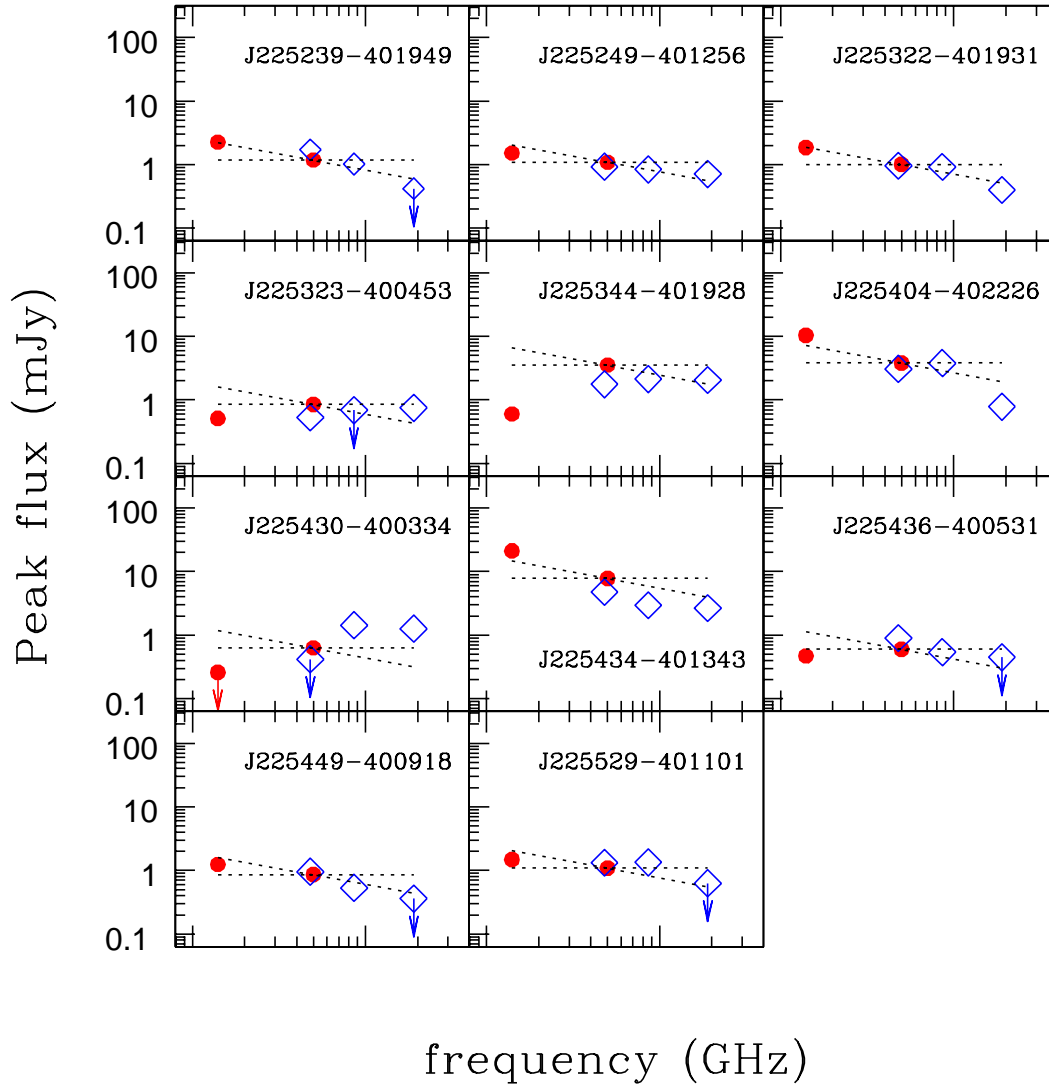 100
10
1
0.1
J225239-401949
J225249-401256
J225322-401931
100
10
1
0.1
J225323-400453
J225344-401928
J225404-402226
100
10
1
0.1
J225430-400334
J225434-401343
J225436-400531
100
10
1
0.1
J225449-400918
J225529-401101
Peak flux (mJy)
frequency (GHz)